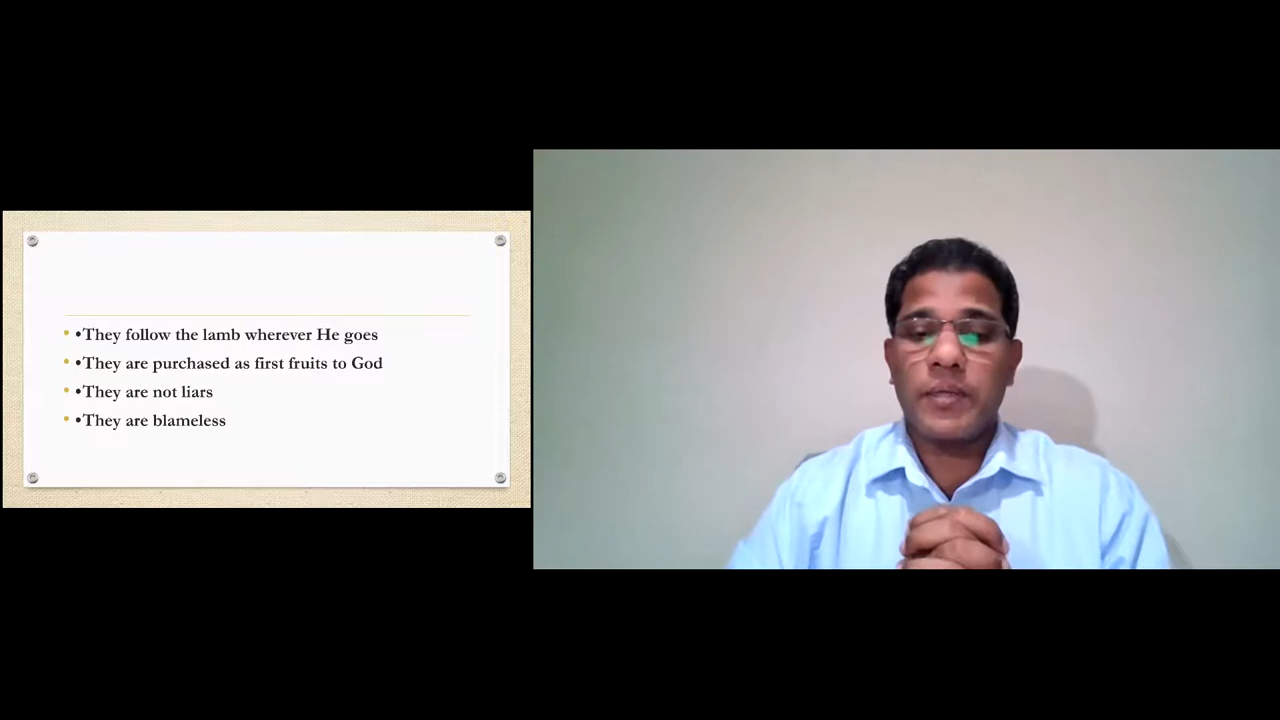 • •They follow the lamb wherever He goes
• •They are purchased as first fruits to God
• •They are not liars
• •They are blameless